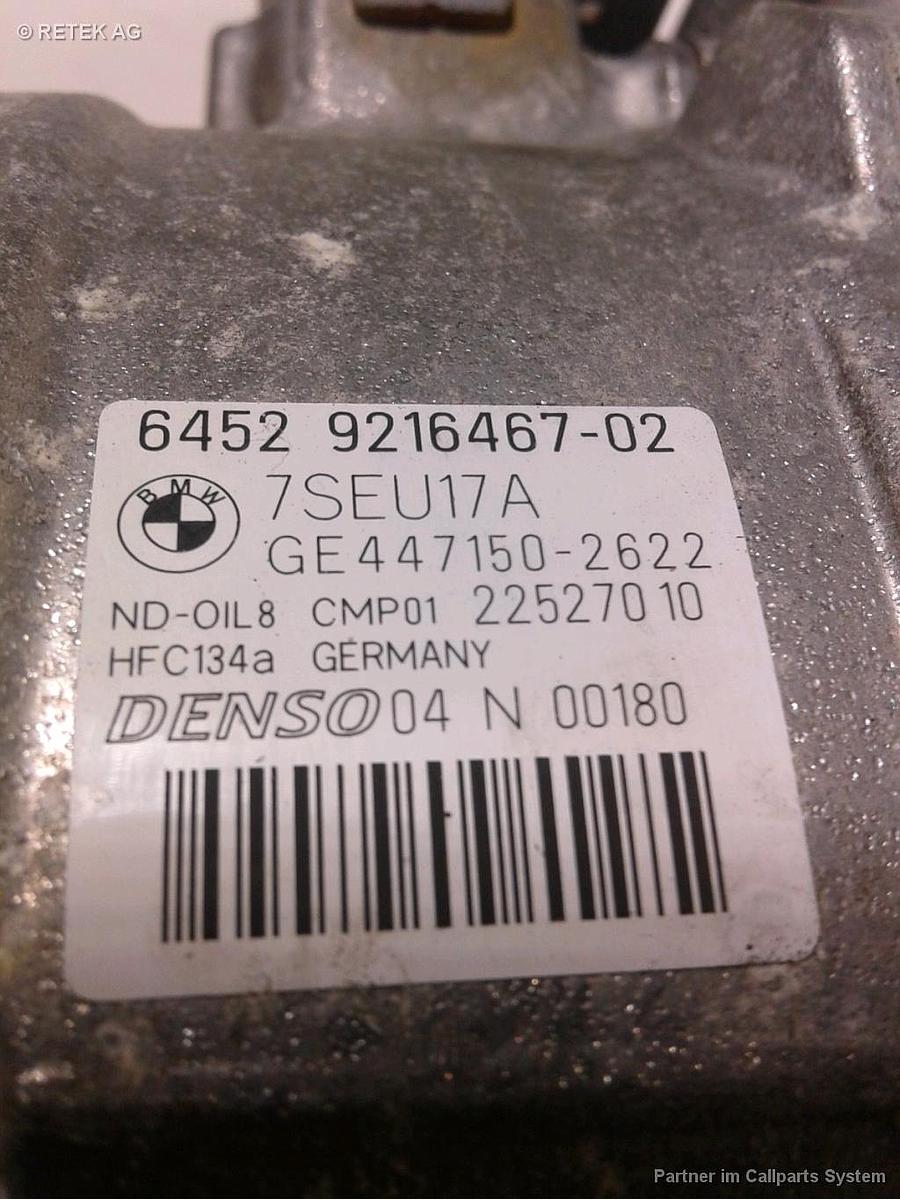 © RETEK AG
6452 9216467-02
BMW
7SEU17A
GE447150-2622
ND-OIL8 CMP01 22527010
HFC134a GERMANY
DENSO 04 N 00180
Partner im Callparts System